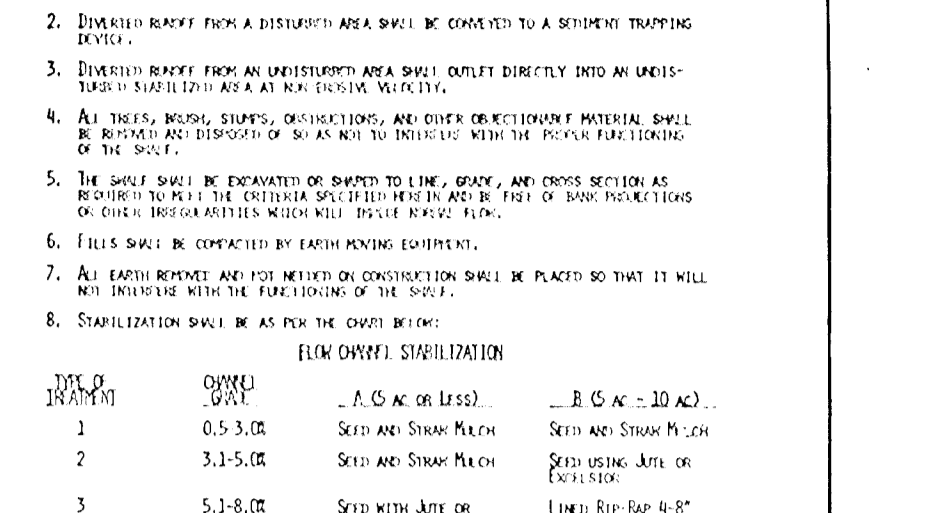 2. DIVERTED RUNOFF FROM A DISTURBED AREA SHALL BE CONVEYED TO A SEDIMENT TRAPPING
DEVICE.
3. DIVERTED RUNOFF FROM AN UNDISTURBED AREA SHALL OUTLET DIRECTLY INTO AN UNDIS-
TURBED STABILIZED AREA AT NON EROSIVE VELOCITY.
4. ALL TREES, BRUSH, STUMPS, OBSTRUCTIONS, AND OTHER OBJECTIONABLE MATERIAL SHALL
BE REMOVED AND DISPOSED OF SO AS NOT TO INTERFERE WITH THE PROPER FUNCTIONING
OF THE SWALE.
5. THE SWALE SHALL BE EXCAVATED OR SHAPED TO LINE, GRADE, AND CROSS SECTION AS
REQUIRED TO MEET THE CRITERIA SPECIFIED HEREIN AND BE FREE OF BANK PROJECTIONS
OR OTHER IRREGULARITIES WHICH WILL IMPEDE NORMAL FLOW.
6. FILLS SHALL BE COMPACTED BY EARTH MOVING EQUIPMENT.
7. ALL EARTH REMOVED AND NOT NEEDED ON CONSTRUCTION SHALL BE PLACED SO THAT IT WILL
NOT INTERFERE WITH THE FUNCTIONING OF THE SWALE.
8. STABILIZATION SHALL BE AS PER THE CHART BELOW:
FLOW CHANNEL STABILIZATION
TYPE OF CHANNEL
TREATMENT GRADE A (5 AC OR LESS) B (5 AC - 10 AC)
1 0.5-3.0% SEED AND STRAW MULCH SEED AND STRAW MULCH
2 3.1-5.0% SEED AND STRAW MULCH SEED USING JUTE OR
EXCELSIOR
3 5.1-8.0% SEED WITH JUTE OR LINED RIP-RAP 4-8"